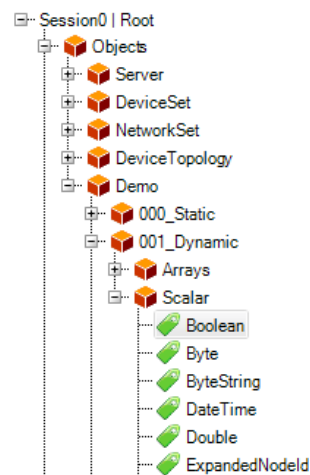 Session0 | Root
Objects
Server
DeviceSet
NetworkSet
DeviceTopology
Demo
000_Static
001_Dynamic
Arrays
Scalar
Boolean
Byte
ByteString
DateTime
Double
ExpandedNodeId